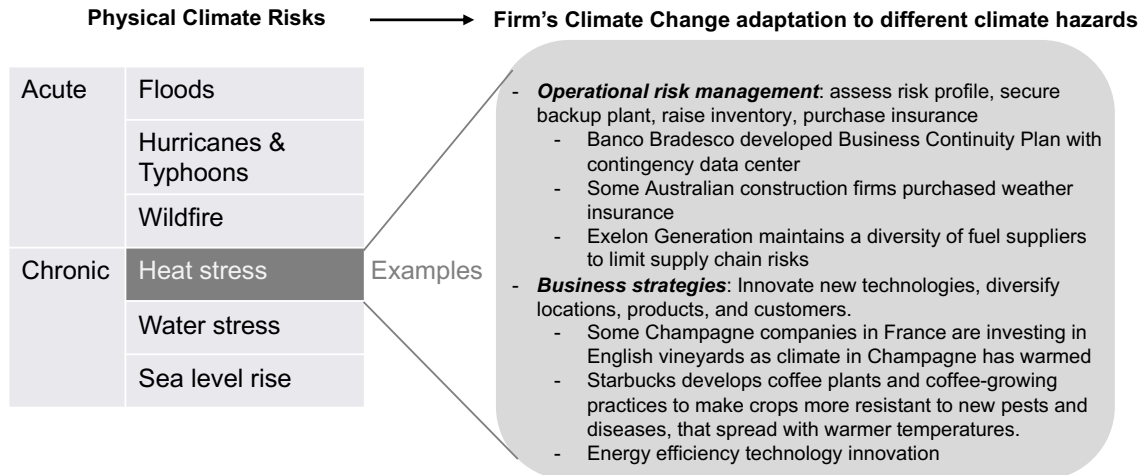 Physical Climate Risks
Firm's Climate Change adaptation to different climate hazards
Acute
Floods
Hurricanes &
Typhoons
Wildfire
Chronic
Heat stress
Water stress
Sea level rise
Examples
- Operational risk management: assess risk profile, secure
backup plant, raise inventory, purchase insurance
- Banco Bradesco developed Business Continuity Plan with
contingency data center
- Some Australian construction firms purchased weather
insurance
- Exelon Generation maintains a diversity of fuel suppliers
to limit supply chain risks
- Business strategies: Innovate new technologies, diversify
locations, products, and customers.
- Some Champagne companies in France are investing in
English vineyards as climate in Champagne has warmed
- Starbucks develops coffee plants and coffee-growing
practices to make crops more resistant to new pests and
diseases, that spread with warmer temperatures.
- Energy efficiency technology innovation